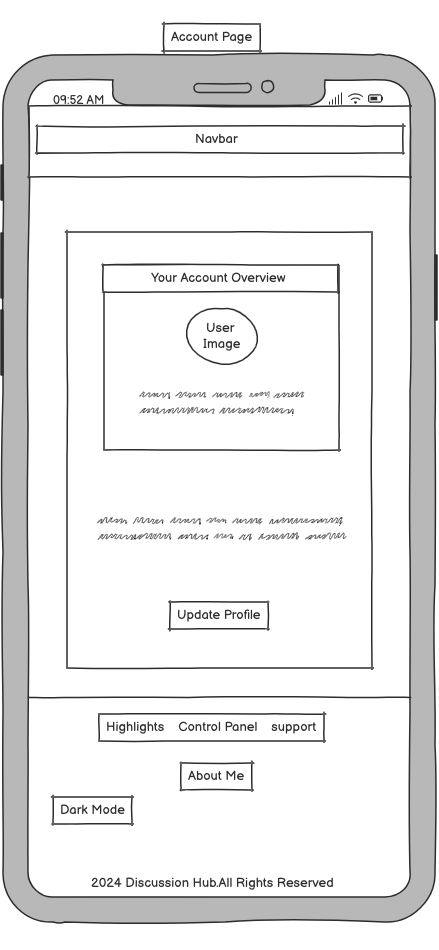 Account Page
09:52 AM
Navbar
Your Account Overview
User
Image
Update Profile
Highlights Control Panel support
About Me
Dark Mode
2024 Discussion Hub.All Rights Reserved